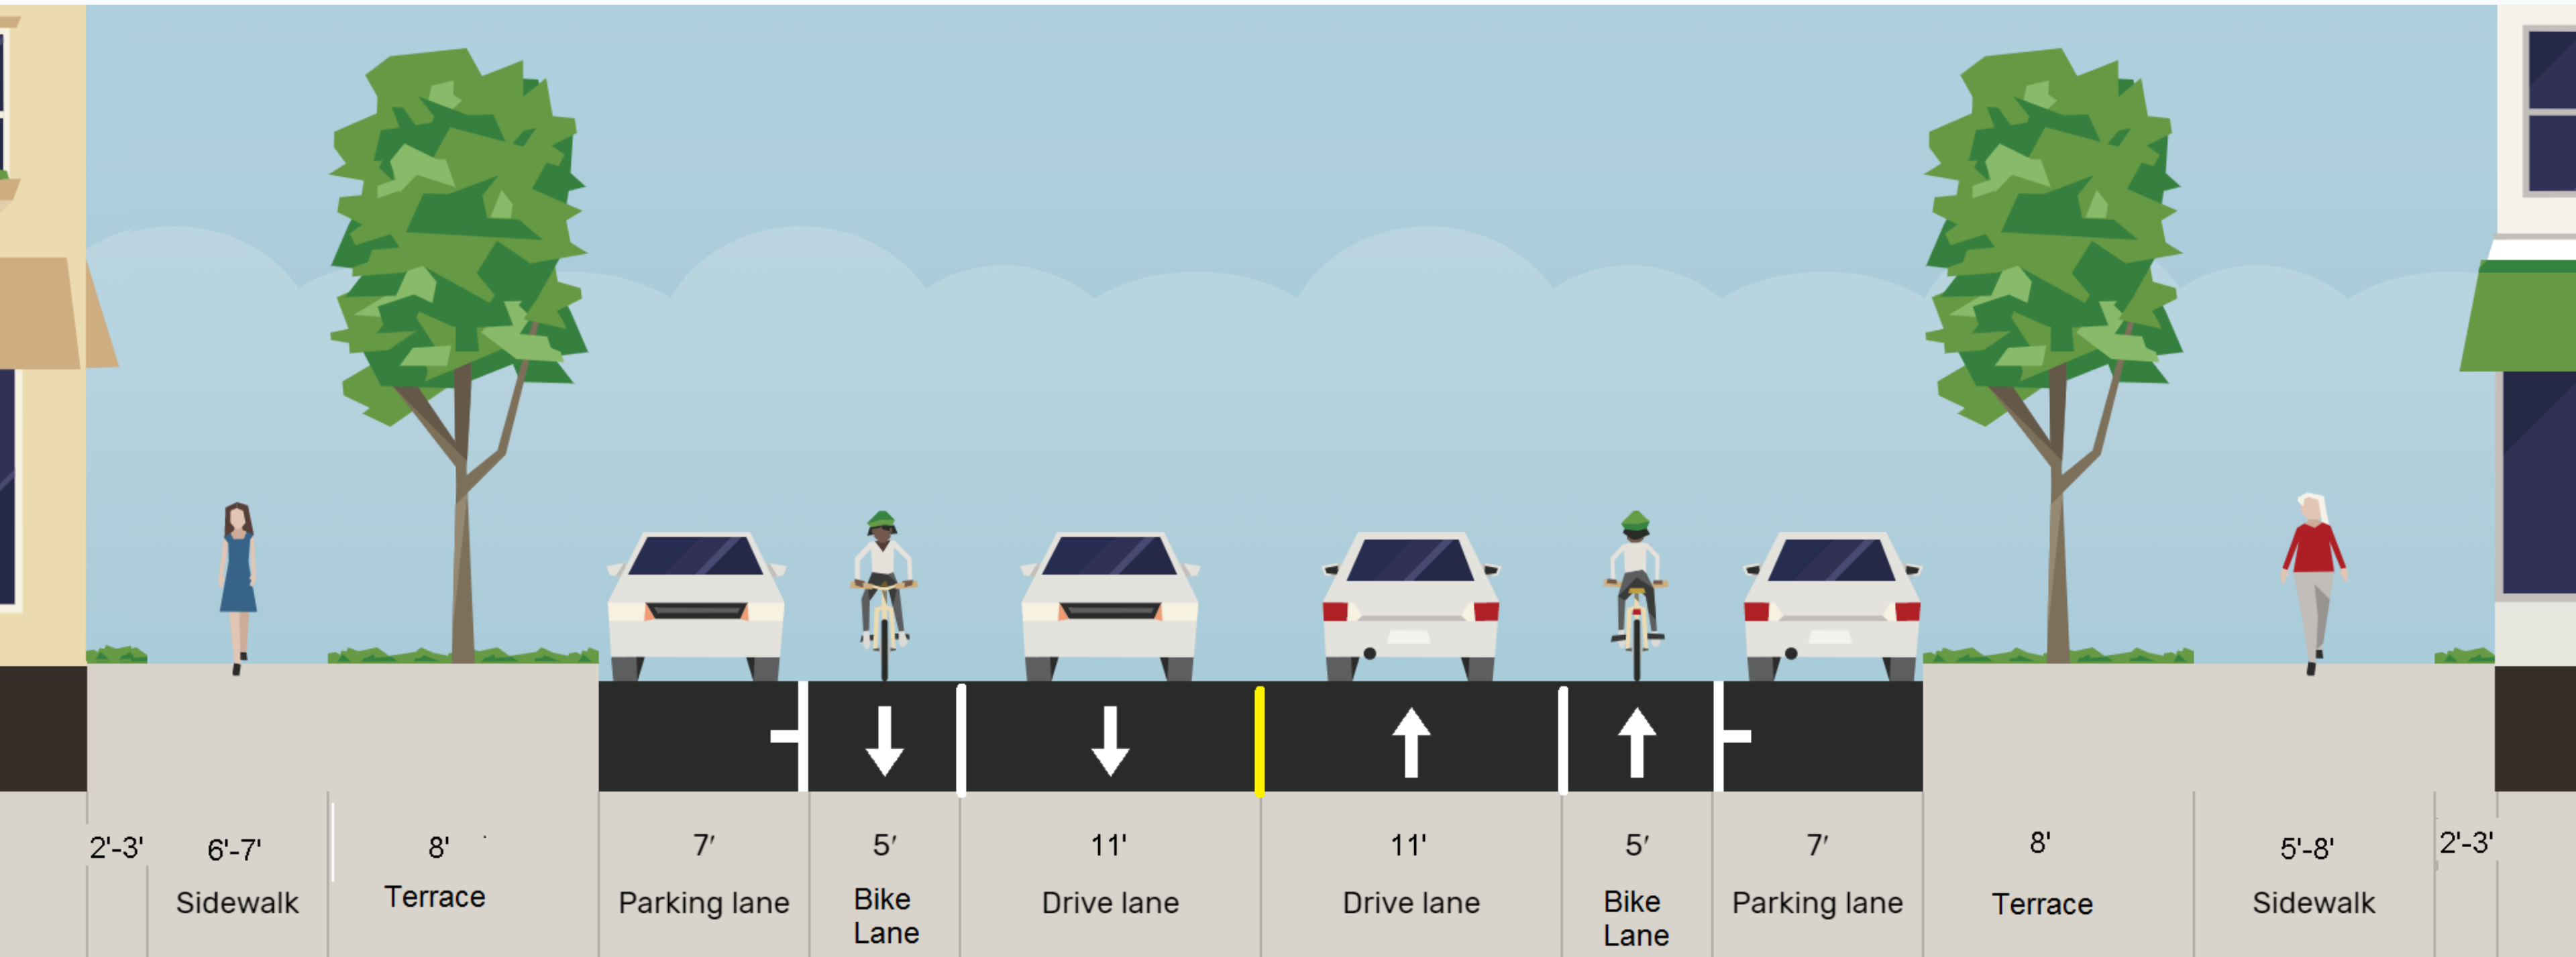 2'-3' 6'-7' 8' 7′ 5′ 11' 11' 5′ 7′ 8' 5'-8' 2'-3'
Sidewalk Terrace Parking lane Bike Drive lane Drive lane Bike Parking lane Terrace Sidewalk
Lane Lane